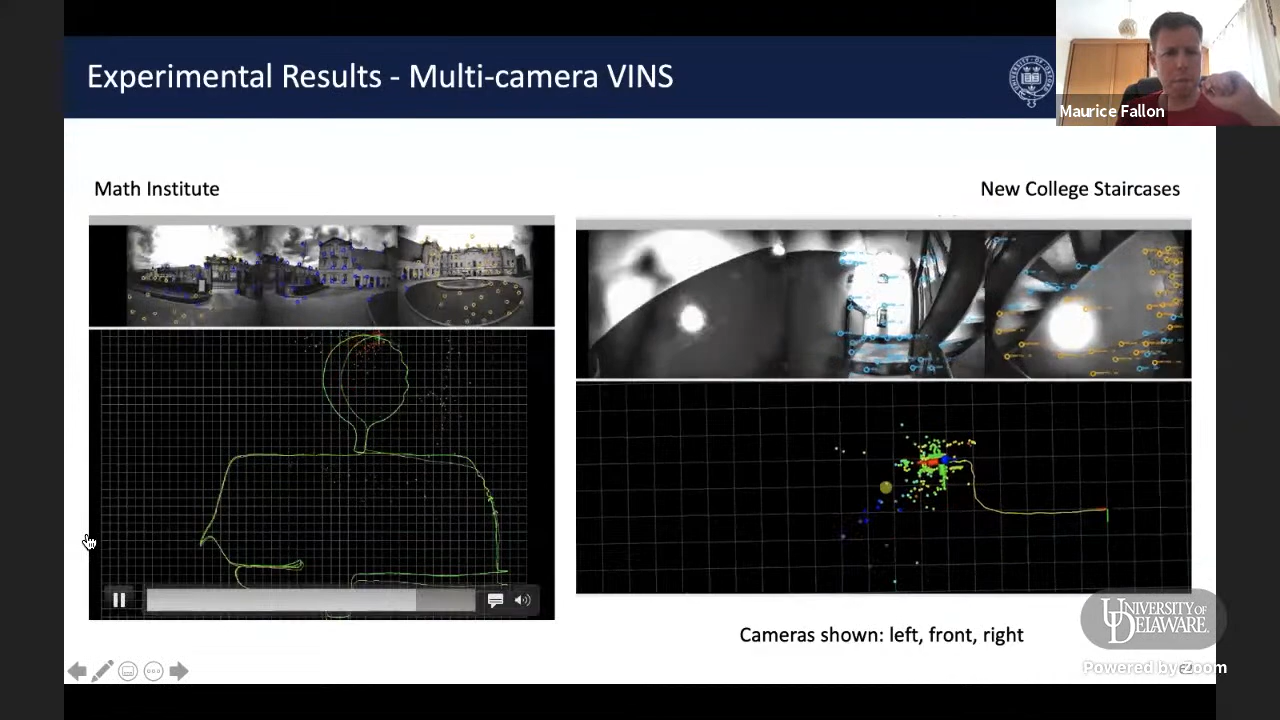 Experimental Results - Multi-camera VINS
Maurice Fallon
Math Institute
New College Staircases
Cameras shown: left, front, right
UNIVERSITY OF
DELAWARE.
Powered by Zoom